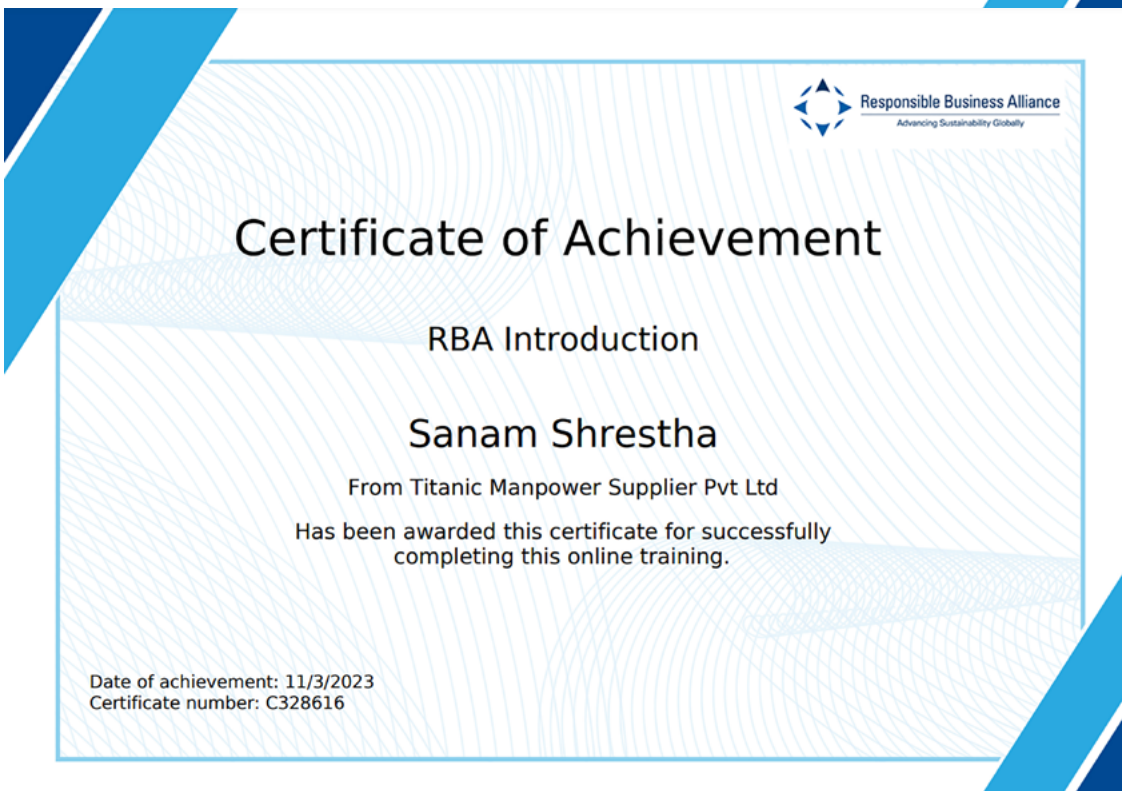 Responsible Business Alliance
Advancing Sustainability Globally
Certificate of Achievement
RBA Introduction
Sanam Shrestha
From Titanic Manpower Supplier Pvt Ltd
Has been awarded this certificate for successfully
completing this online training.
Date of achievement: 11/3/2023
Certificate number: C328616